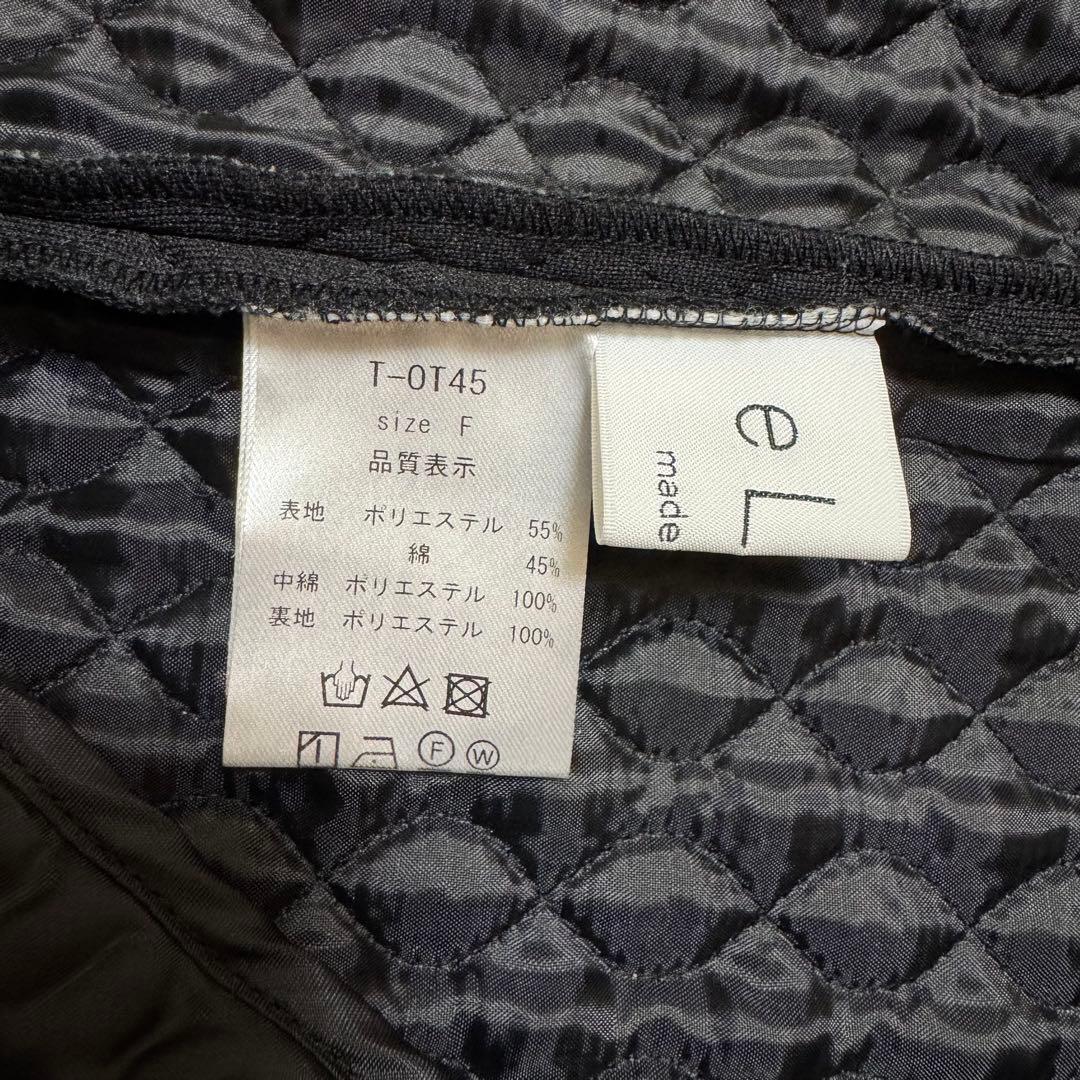 T-OT45
size F
品質表示
表地 ポリエステル 55%
綿 45%
中綿 ポリエステル 100%
裏地 ポリエステル 100%
F W
eL
made